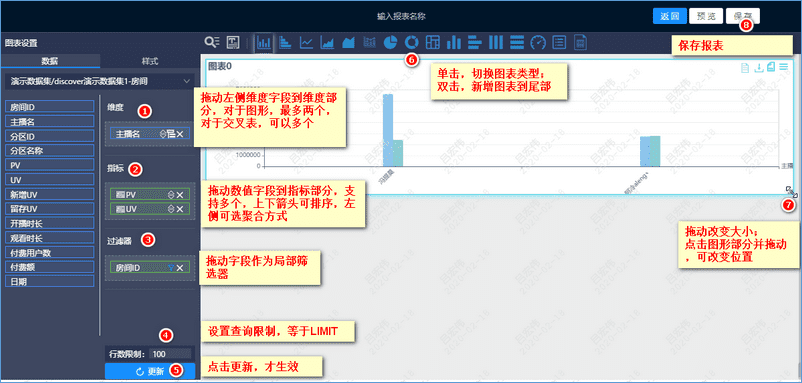 输入报表名称
返回
预览
保存
8
图表设置
数据
样式
演示数据集/discover演示数据集1-房间
房间ID
主播名
分区ID
分区名称
PV
UV
新增UV
留存UV
开播时长
观看时长
付费用户数
付费额
日期
维度
1
主播名
指标
2
PV
UV
过滤器
3
房间ID
4
行数限制：
100
更新
5
6
图表0
1000000
0
主播
7
保存报表
单击，切换图表类型；
双击，新增图表到尾部
拖动左侧维度字段到维度部
分，对于图形，最多两个，
对于交叉表，可以多个
拖动数值字段到指标部分，支
持多个，上下箭头可排序，左
侧可选聚合方式
拖动字段作为局部筛
选器
设置查询限制，等于LIMIT
点击更新，才生效
拖动改变大小；
点击图形部分并拖动
，可改变位置